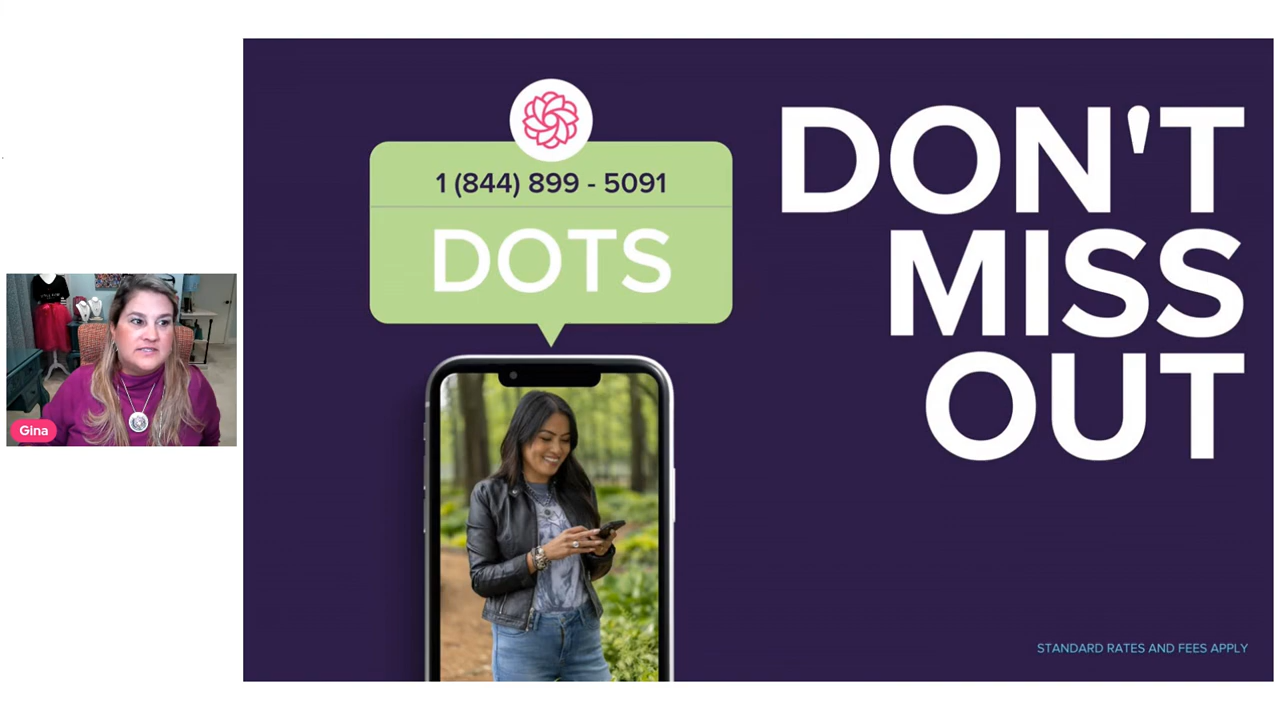 1 (844) 899 - 5091
DOTS
DON'T
MISS
OUT
Gina
STANDARD RATES AND FEES APPLY